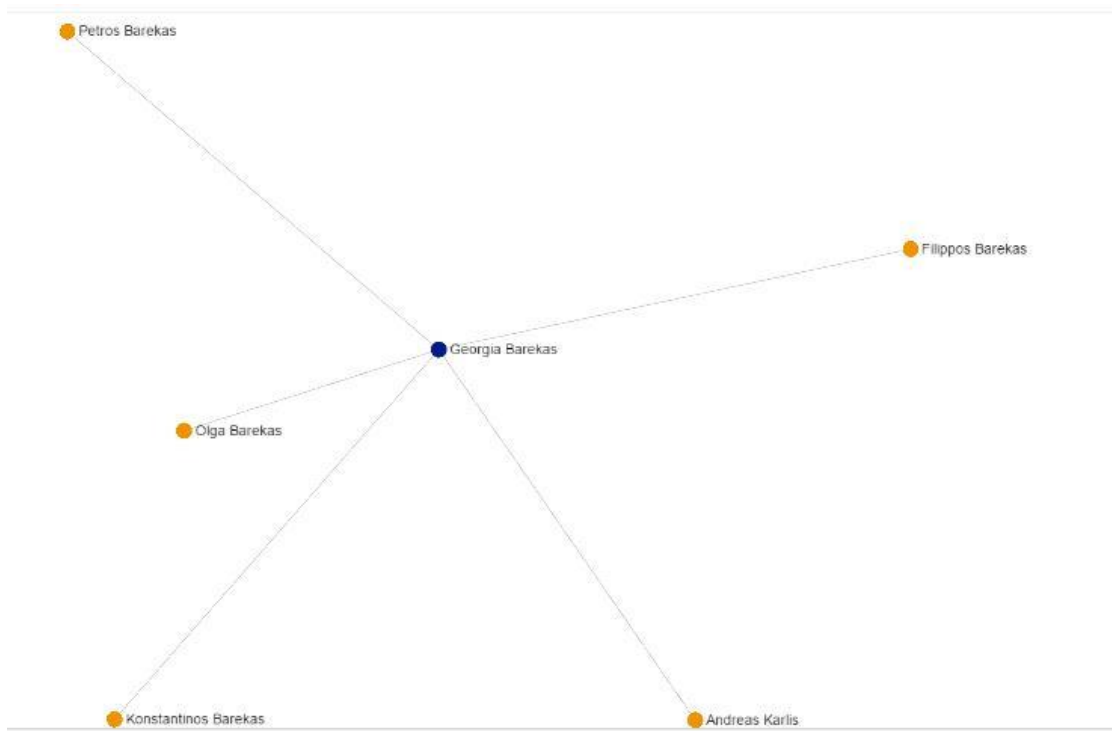 Petros Barekas
Filippos Barekas
Georgia Barekas
Olga Barekas
Konstantinos Barekas
Andreas Karlis